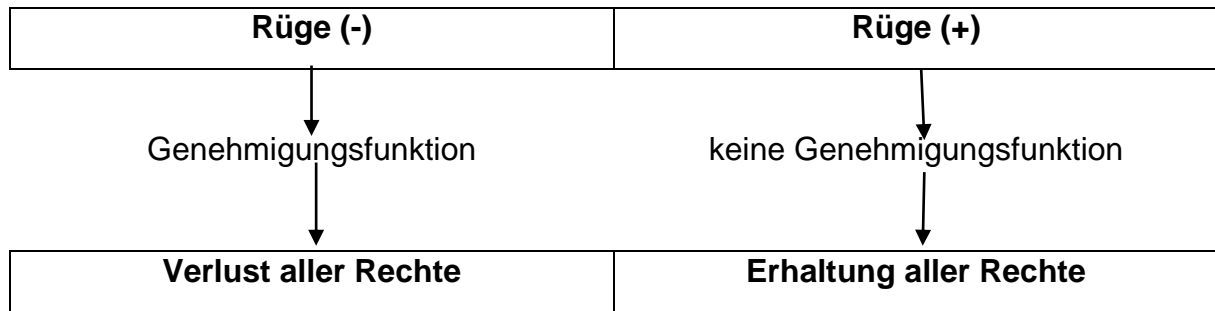 Rüge (-)
Rüge (+)
Genehmigungsfunktion
keine Genehmigungsfunktion
Verlust aller Rechte
Erhaltung aller Rechte